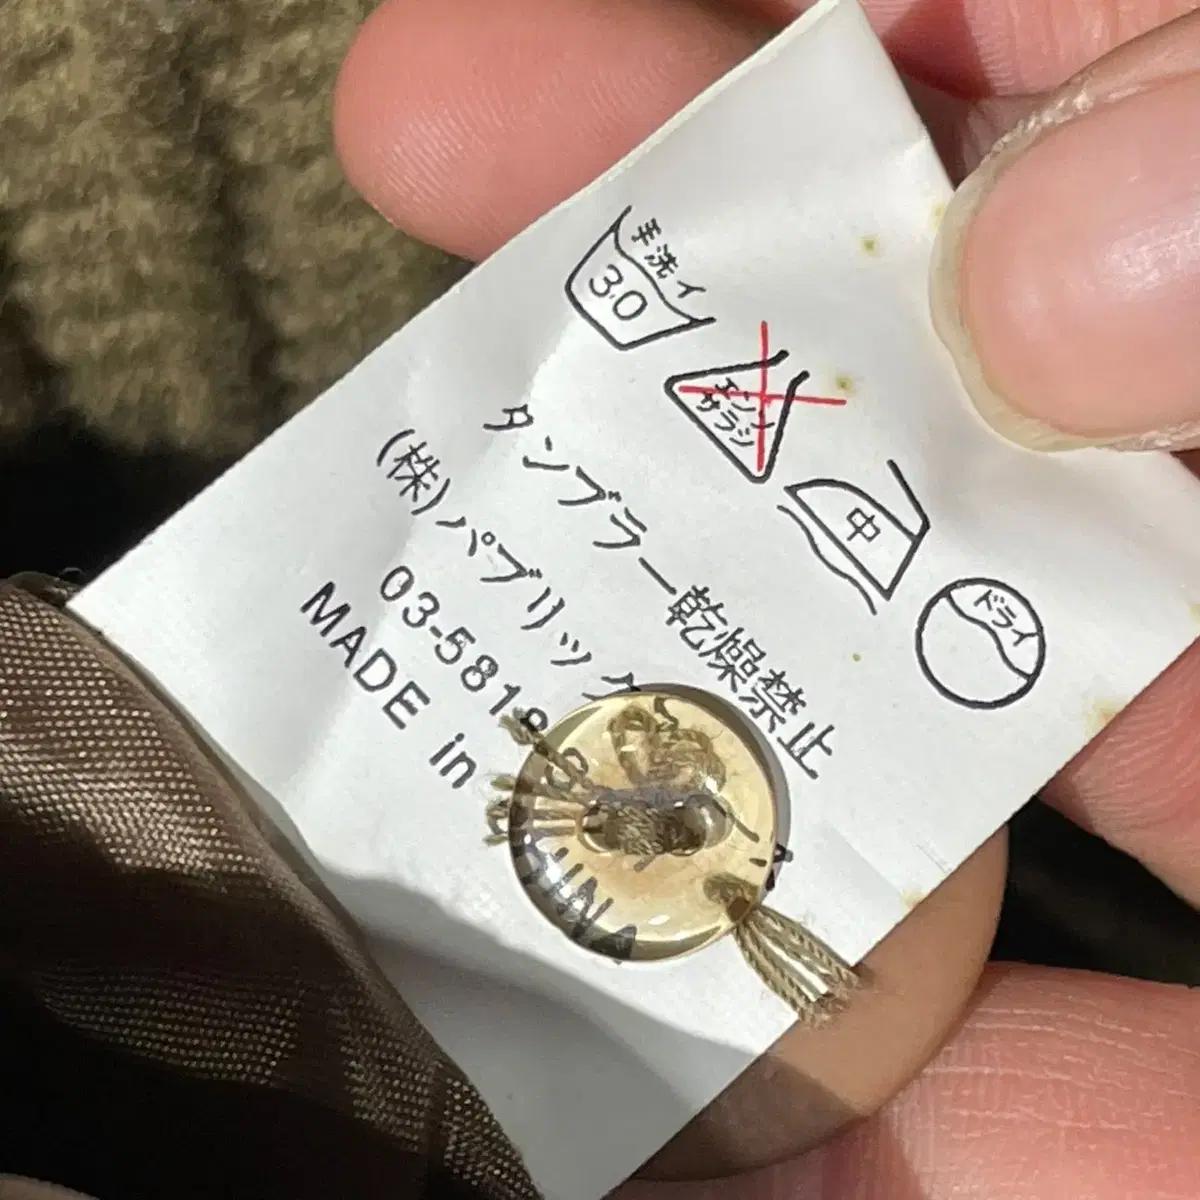 手洗イ
30
エンソ
サラシ
中
ドライ
タンブラー乾燥禁止
(株)パブリック
03-5818
MADE in CHINA